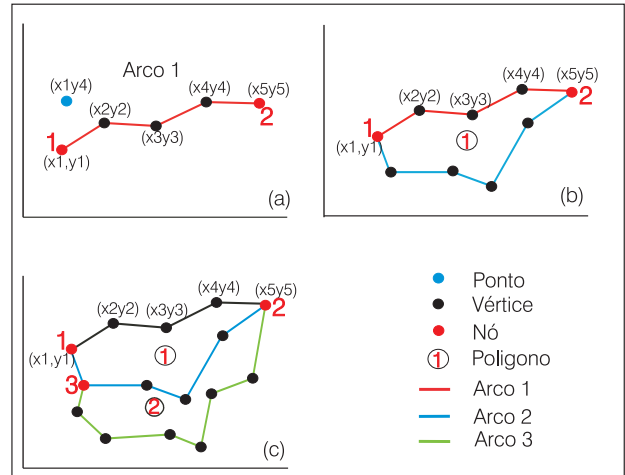 (x1y4)
Arco 1
(x4y4)
(x5y5)
(x2y2)
(x3y3)
1
2
(x1,y1)
(a)
(x4y4)
(x5y5)
(x2y2)
(x3y3)
2
1
(x1,y1)
1
(b)
(x4y4)
(x5y5)
(x2y2)
(x3y3)
2
1
(x1,y1)
1
3
2
(c)
Ponto
Vértice
Nó
1 Poligono
Arco 1
Arco 2
Arco 3